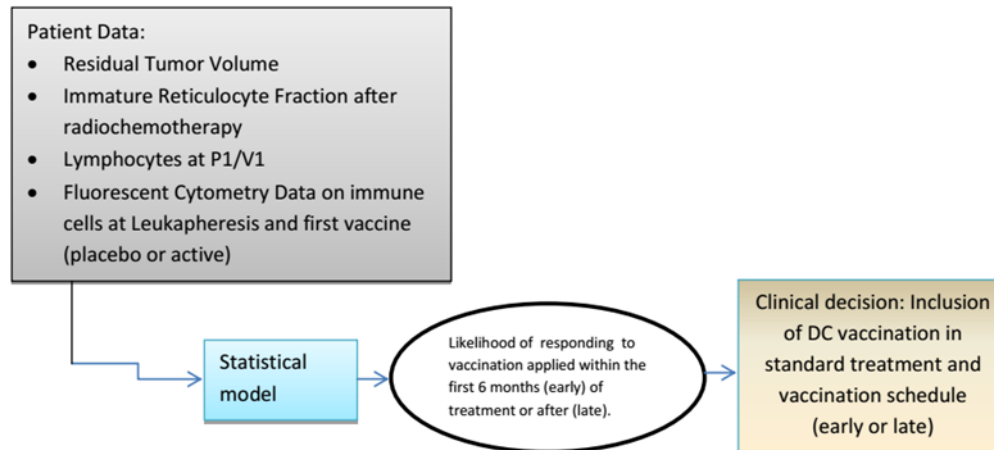 Patient Data:
• Residual Tumor Volume
• Immature Reticulocyte Fraction after
radiochemotherapy
• Lymphocytes at P1/V1
• Fluorescent Cytometry Data on immune
cells at Leukapheresis and first vaccine
(placebo or active)
Statistical
model
Likelihood of responding to
vaccination applied within the
first 6 months (early) of
treatment or after (late).
Clinical decision: Inclusion
of DC vaccination in
standard treatment and
vaccination schedule
(early or late)